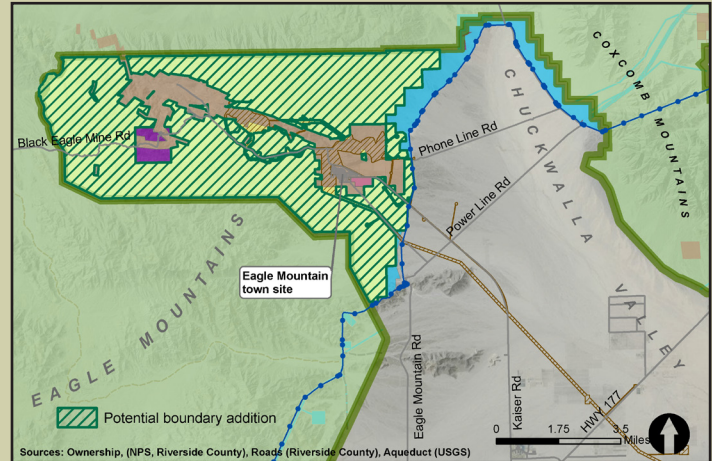 COXCOMB MOUNTAINS
CHUCKWALLA VALLEY
Black Eagle Mine Rd
Phone Line Rd
Power Line Rd
Eagle Mountain
town site
EAGLE MOUNTAINS
Eagle Mountain Rd
Kaiser Rd
HWY 177
Potential boundary addition
0 1.75 3.5
Miles
N
Sources: Ownership, (NPS, Riverside County), Roads (Riverside County), Aqueduct (USGS)